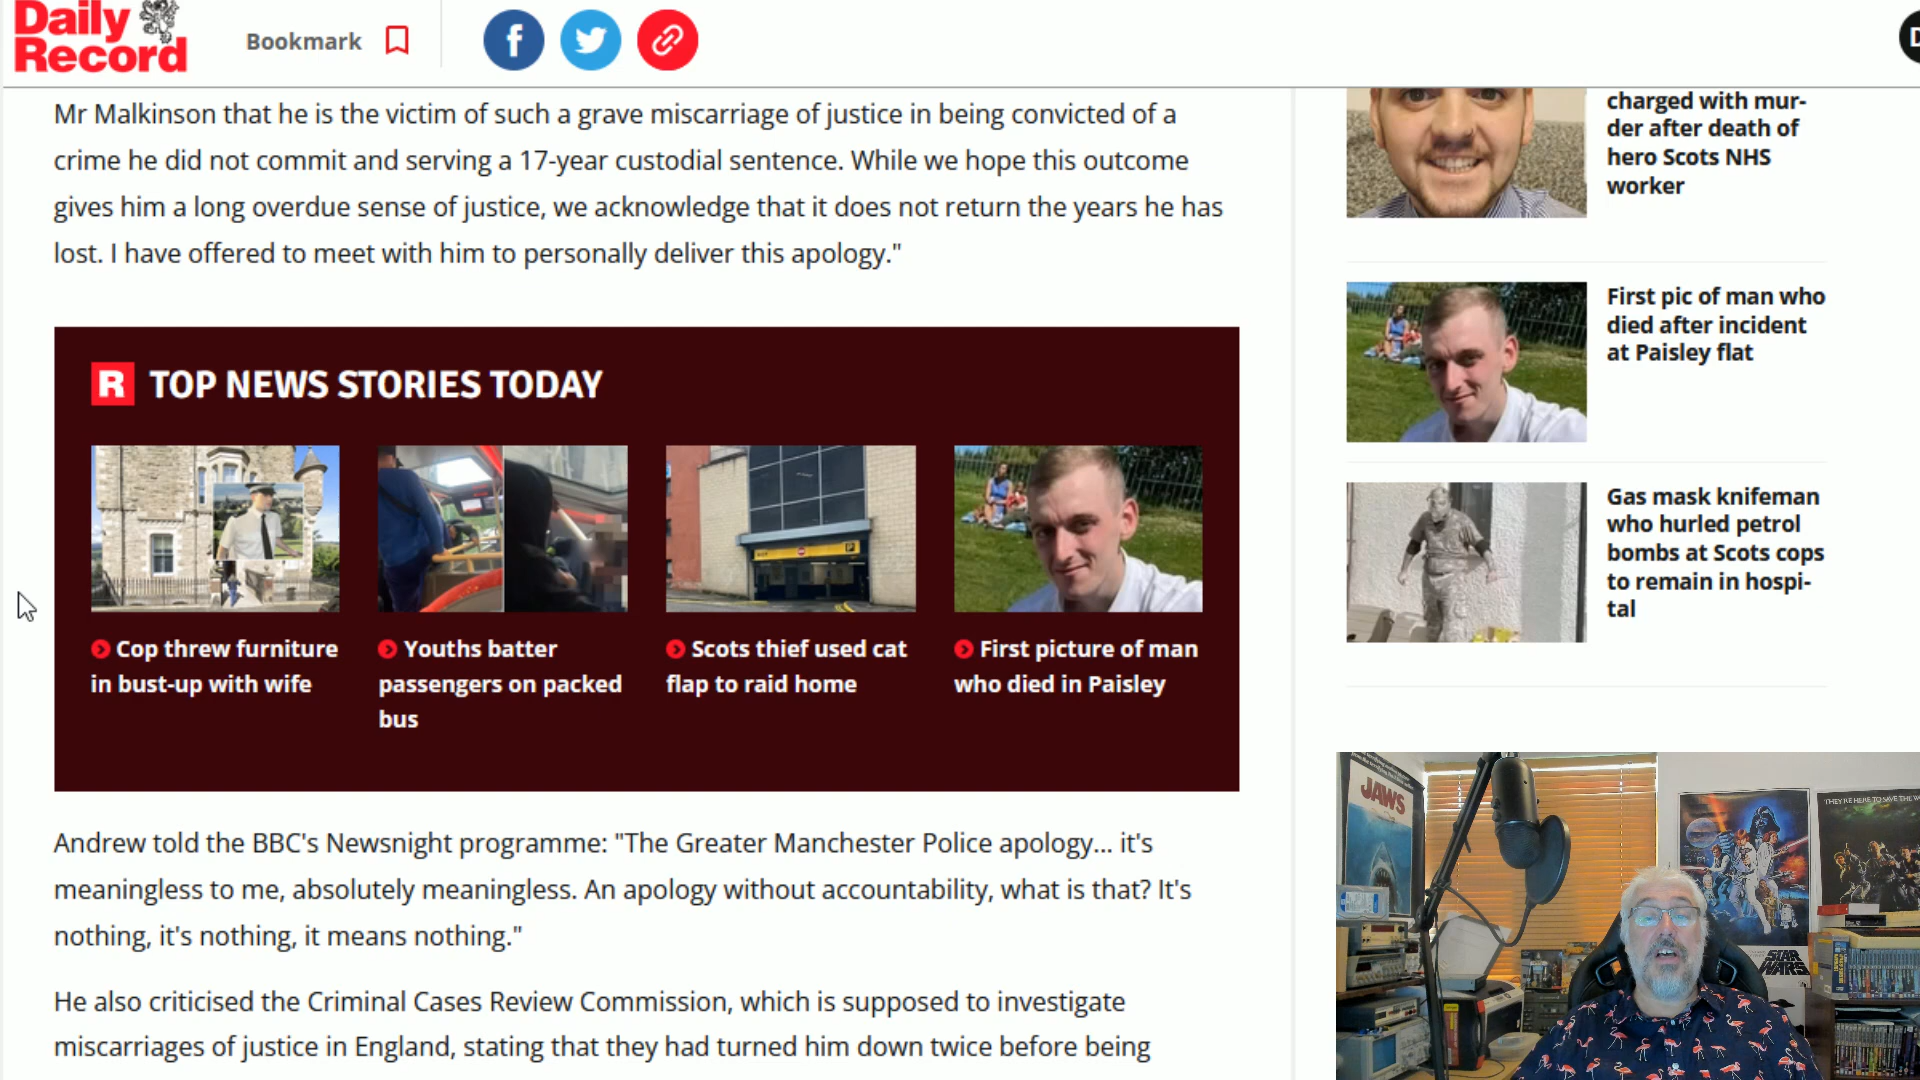 Daily
Record
Bookmark
Mr Malkinson that he is the victim of such a grave miscarriage of justice in being convicted of a
crime he did not commit and serving a 17-year custodial sentence. While we hope this outcome
gives him a long overdue sense of justice, we acknowledge that it does not return the years he has
lost. I have offered to meet with him to personally deliver this apology."
R TOP NEWS STORIES TODAY
Cop threw furniture
in bust-up with wife
Youths batter
passengers on packed
bus
Scots thief used cat
flap to raid home
First picture of man
who died in Paisley
Andrew told the BBC's Newsnight programme: "The Greater Manchester Police apology... it's
meaningless to me, absolutely meaningless. An apology without accountability, what is that? It's
nothing, it's nothing, it means nothing."
He also criticised the Criminal Cases Review Commission, which is supposed to investigate
miscarriages of justice in England, stating that they had turned him down twice before being
charged with mur-
der after death of
hero Scots NHS
worker
First pic of man who
died after incident
at Paisley flat
Gas mask knifeman
who hurled petrol
bombs at Scots cops
to remain in hospi-
tal
JAWS
THEY'RE HERE TO SAVE THE
STAR
WARS